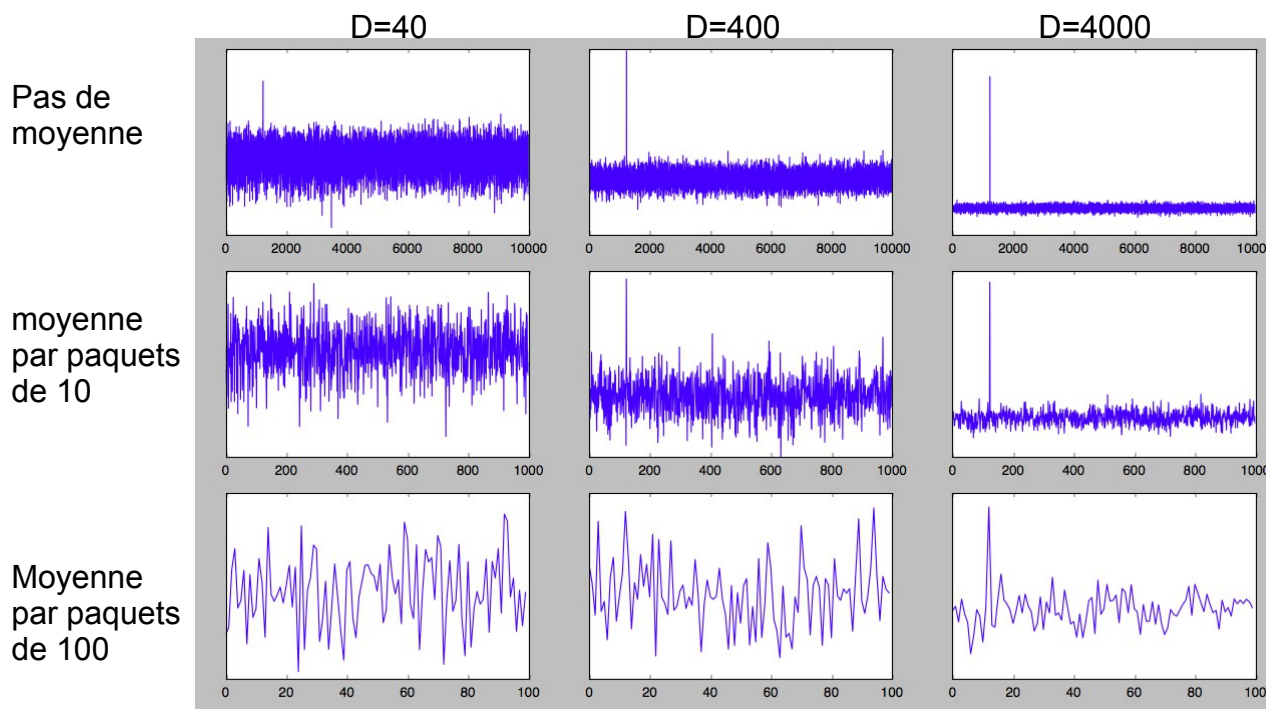 D=40 D=400 D=4000
Pas de
moyenne
0 2000 4000 6000 8000 10000 0 2000 4000 6000 8000 10000 0 2000 4000 6000 8000 1000
moyenne
par paquets
de 10
0 200 400 600 800 1000 0 200 400 600 800 1000 0 200 400 600 800 1000
Moyenne
par paquets
de 100
0 20 40 60 80 100 0 20 40 60 80 100 0 20 40 60 80 100